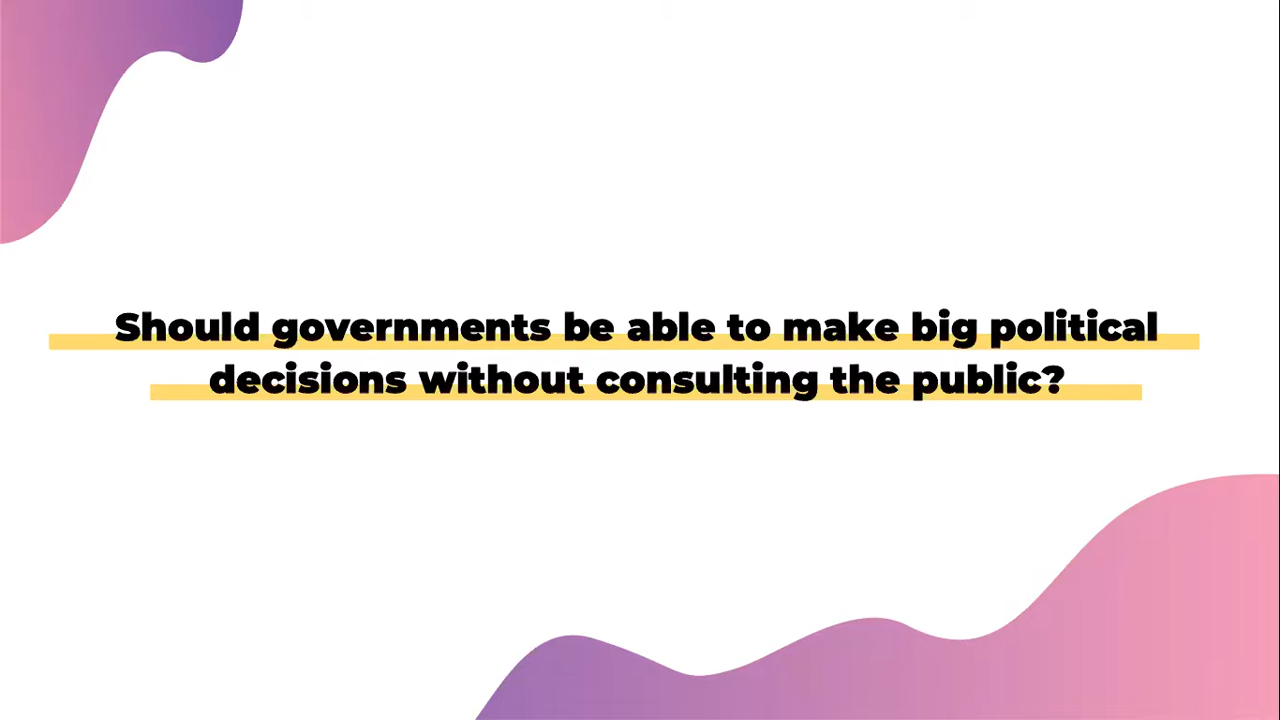 Should governments be able to make big political
decisions without consulting the public?